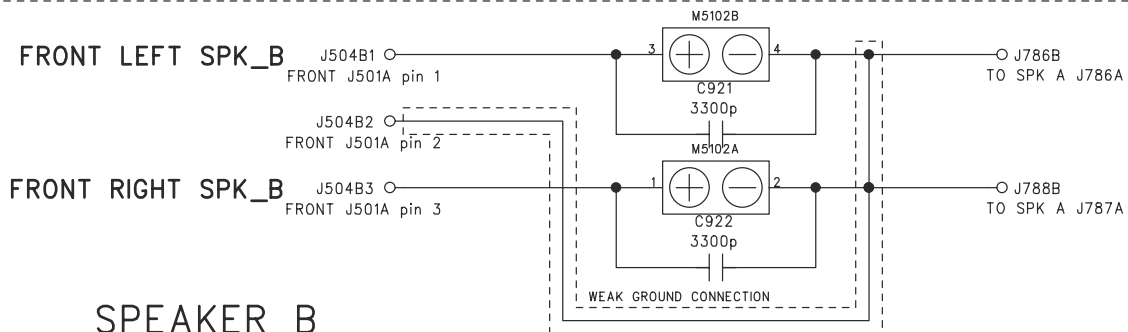 M5102B
FRONT LEFT SPK_B
J504B1
3
4
J786B
FRONT J501A pin 1
TO SPK A J786A
C921
3300p
J504B2
FRONT J501A pin 2
M5102A
FRONT RIGHT SPK_B
J504B3
1
2
J788B
FRONT J501A pin 3
TO SPK A J787A
C922
3300p
WEAK GROUND CONNECTION
SPEAKER B